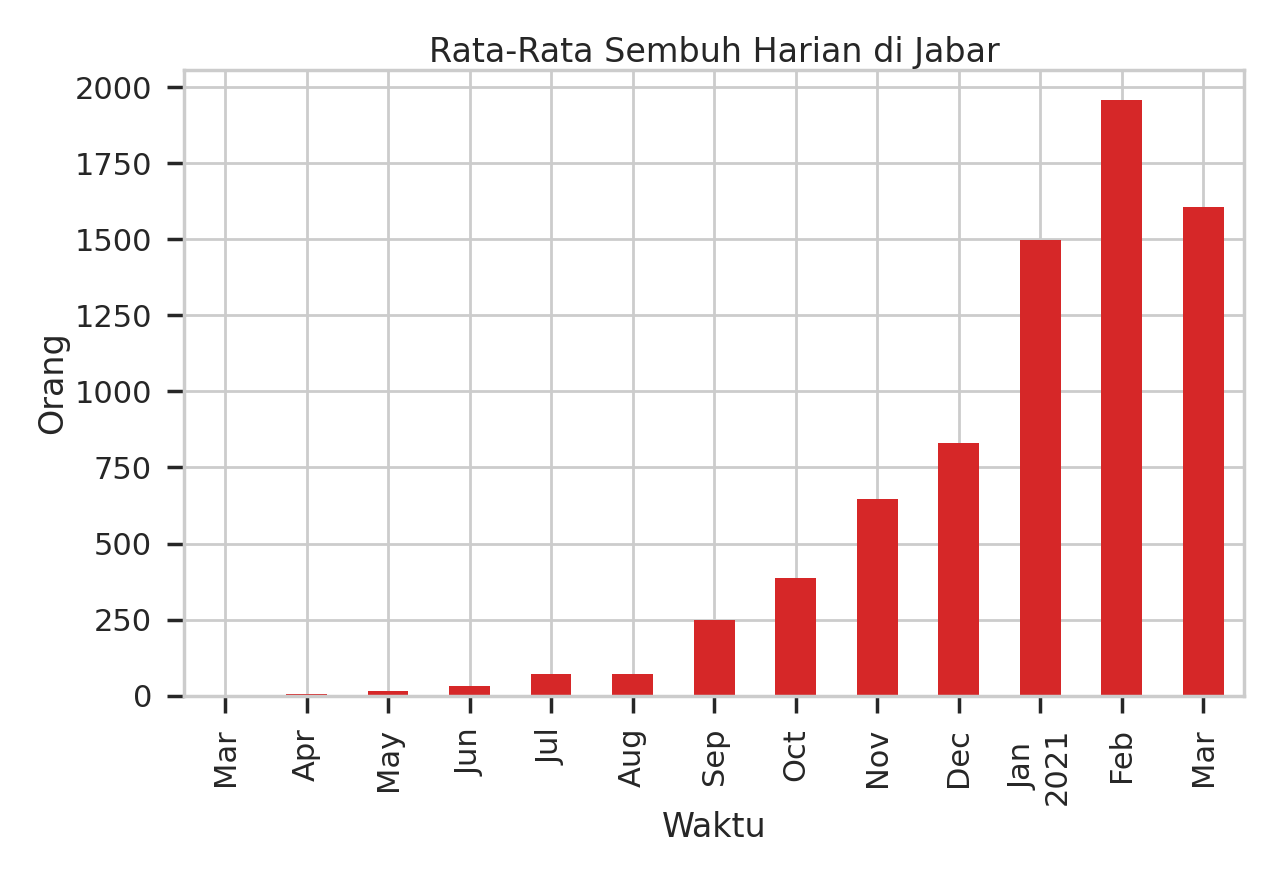 Rata-Rata Sembuh Harian di Jabar
2000
1750
1500
1250
1000
750
500
250
0
Orang
Mar
Apr
May
Jun
Jul
Aug
Sep
Oct
Nov
Dec
Jan
2021
Feb
Mar
Waktu